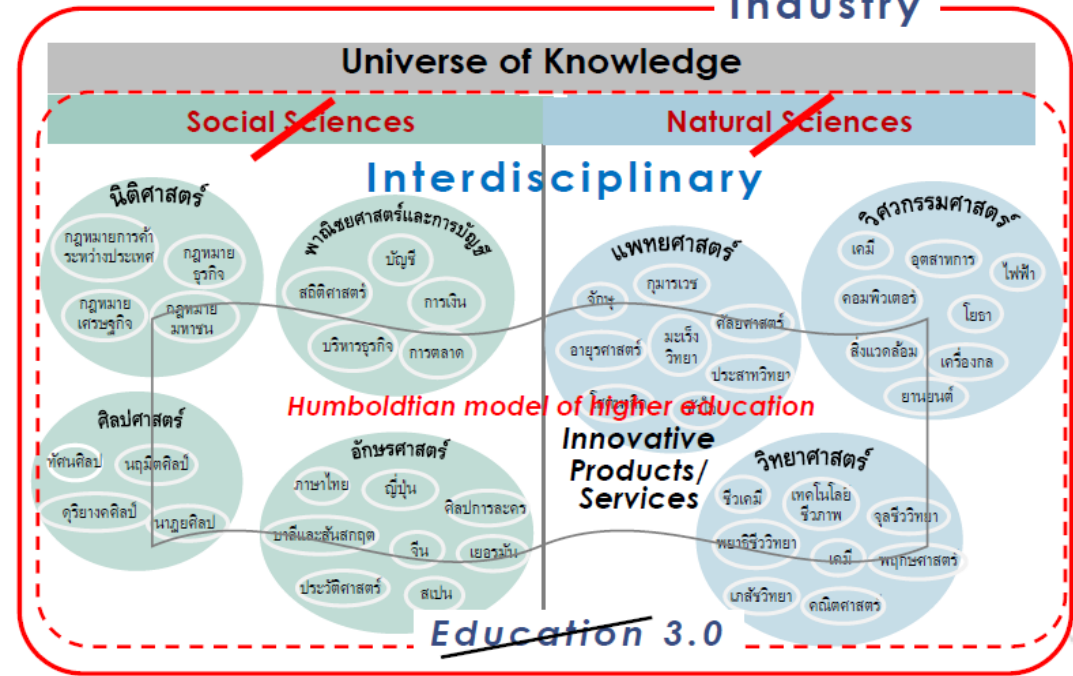 Industry
Universe of Knowledge
Social Sciences
Natural Sciences
Interdisciplinary
นิติศาสตร์
กฎหมายการค้า
ระหว่างประเทศ
กฎหมาย
ธุรกิจ
กฎหมาย
เศรษฐกิจ
กฎหมาย
มหาชน
พาณิชยศาสตร์และการบัญชี
บัญชี
สถิติศาสตร์
การเงิน
บริหารธุรกิจ
การตลาด
แพทยศาสตร์
กุมารเวช
จักษุ
ศัลยศาสตร์
มะเร็ง
วิทยา
อายุรศาสตร์
ประสาทวิทยา
วิศวกรรมศาสตร์
เคมี
อุตสาหการ
ไฟฟ้า
คอมพิวเตอร์
โยธา
สิ่งแวดล้อม
เครื่องกล
ยานยนต์
Humboldtian model of higher education
Innovative
Products/
Services
ศิลปศาสตร์
ทัศนศิลป์
นฤมิตศิลป์
ดุริยางคศิลป์
นาฏยศิลป์
อักษรศาสตร์
ภาษาไทย
ญี่ปุ่น
ศิลปการละคร
บาลีและสันสกฤต
จีน
เยอรมัน
ประวัติศาสตร์
สเปน
วิทยาศาสตร์
ชีวเคมี
เทคโนโลยี
ชีวภาพ
จุลชีววิทยา
พยาธิชีววิทยา
เคมี
พฤกษศาสตร์
เภสัชวิทยา
คณิตศาสตร์
Education 3.0